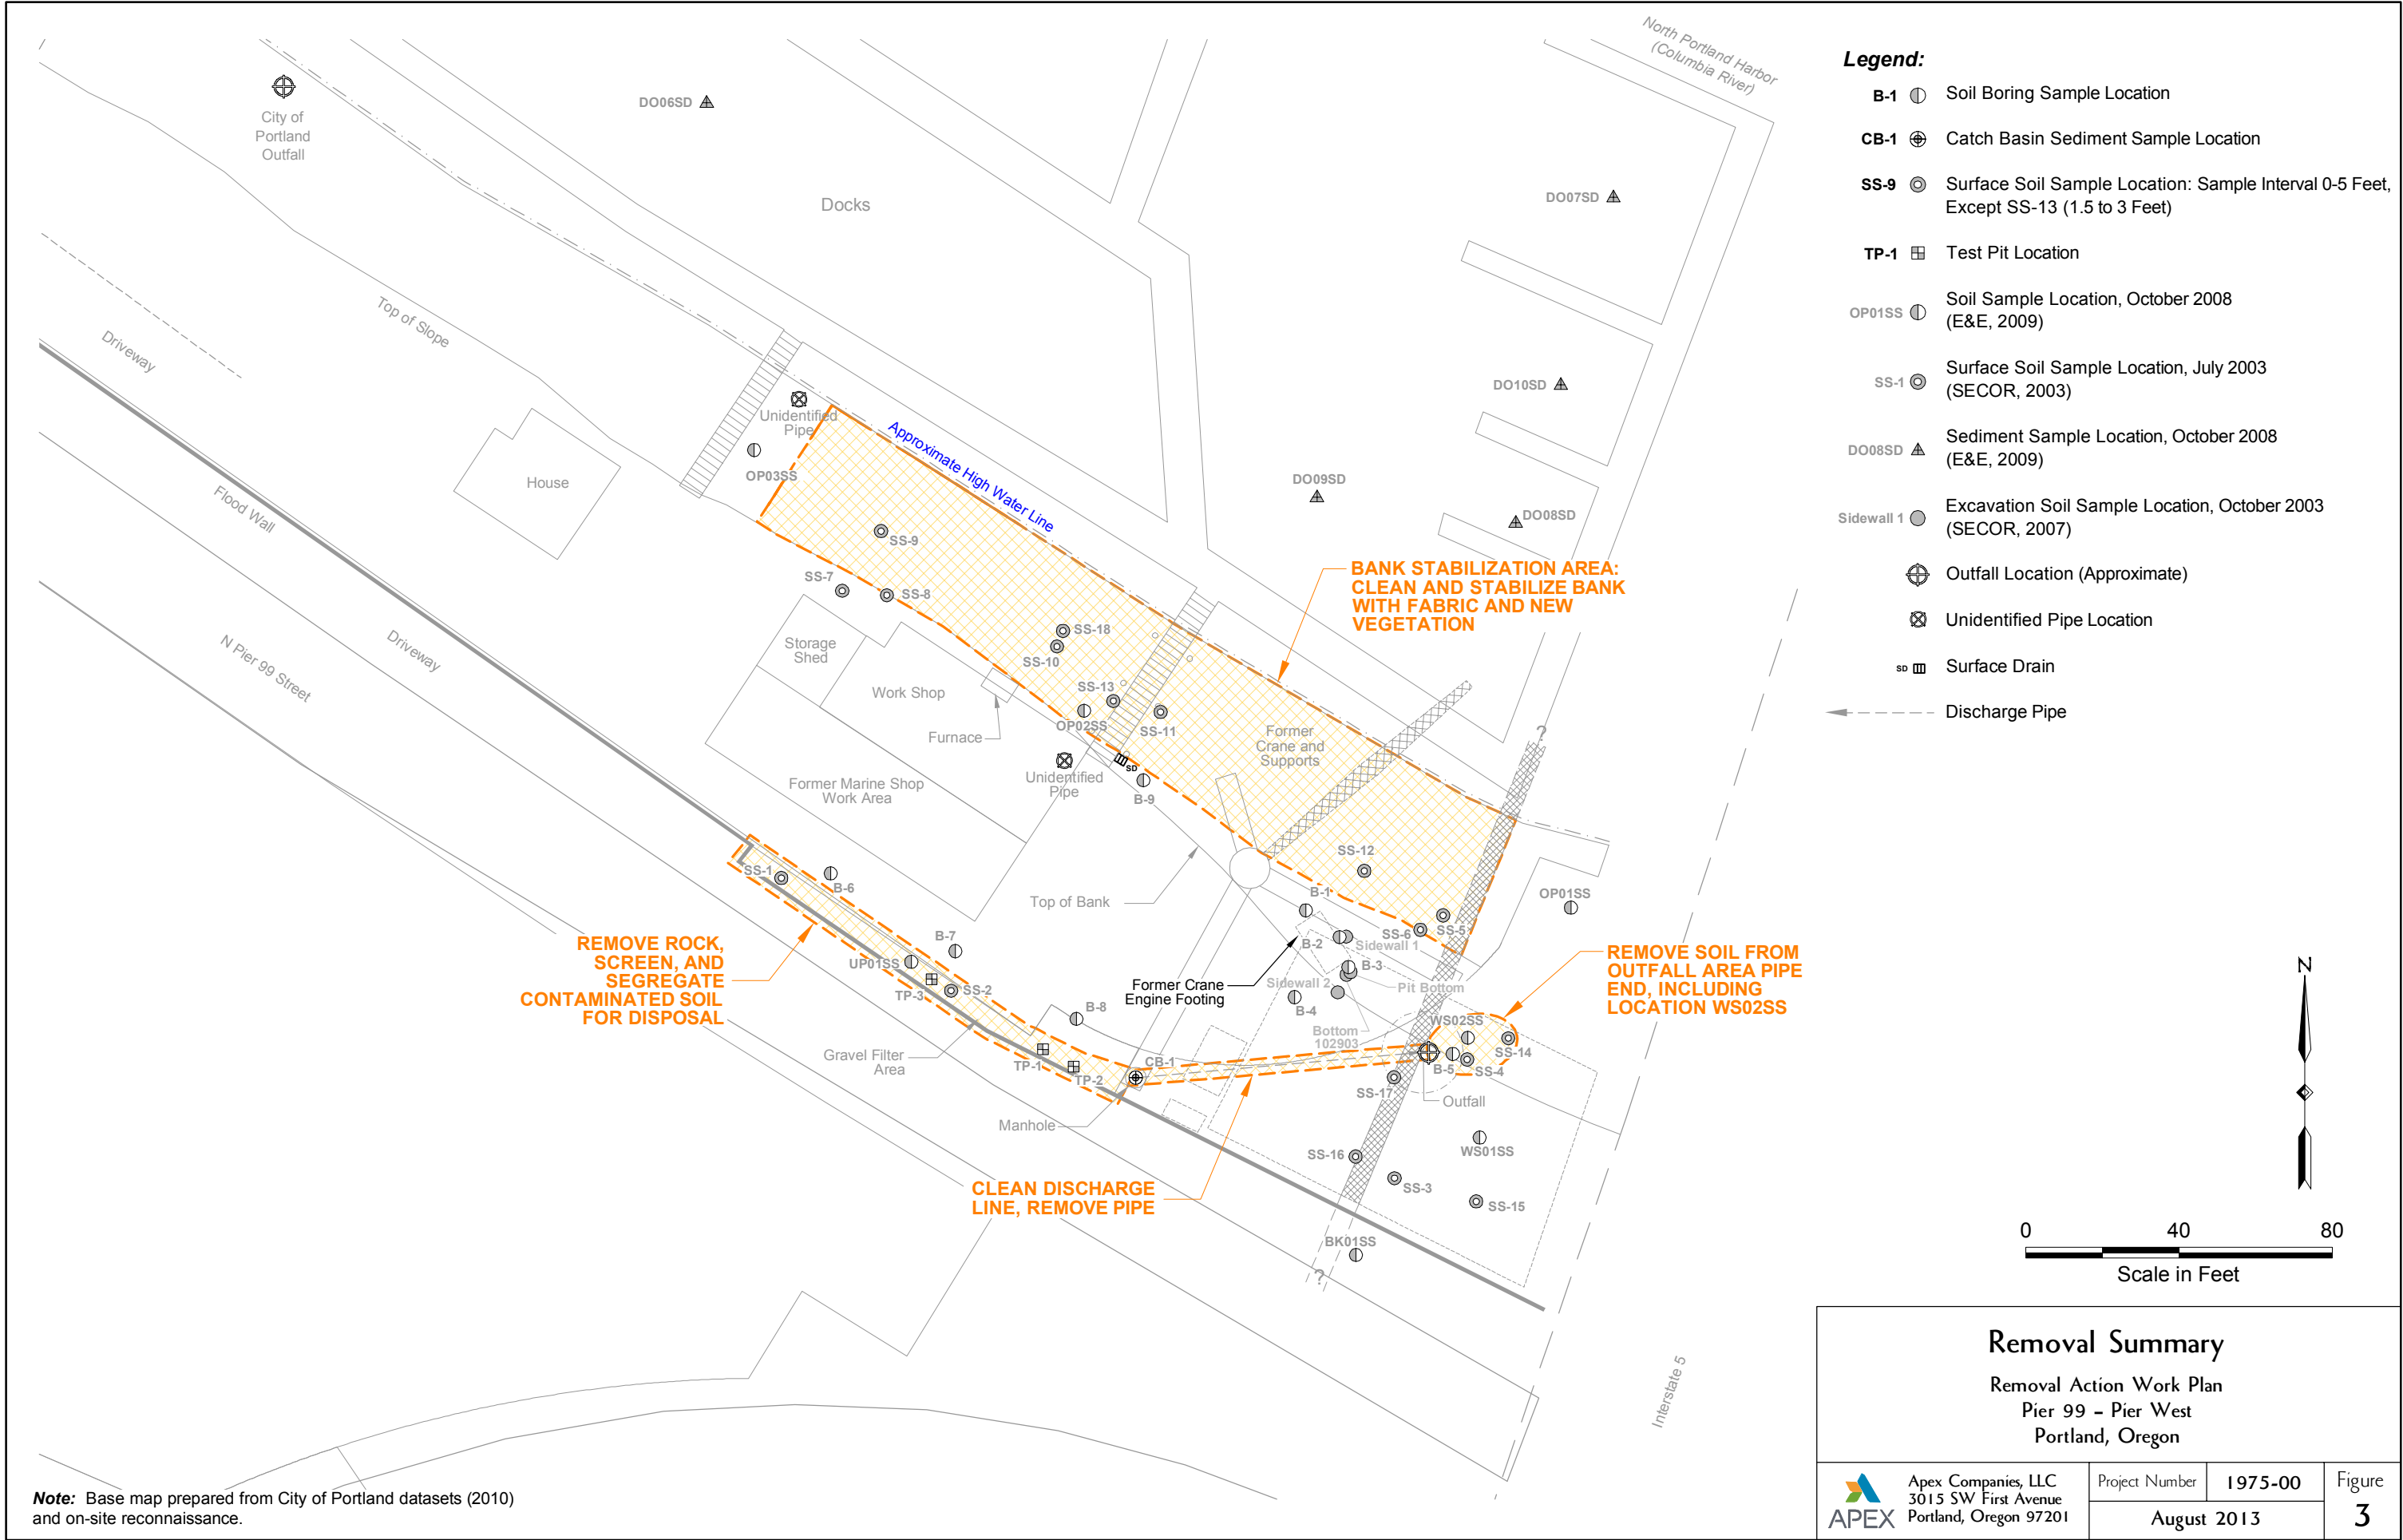 North Portland Harbor
(Columbia River)
City of
Portland
Outfall
DO06SD
Docks
DO07SD
Top of Slope
Driveway
DO10SD
Unidentified
Pipe
Approximate High Water Line
OP03SS
House
DO09SD
DO08SD
Flood Wall
SS-9
BANK STABILIZATION AREA:
CLEAN AND STABILIZE BANK
WITH FABRIC AND NEW
VEGETATION
SS-7
SS-8
SS-18
SS-10
Storage
Shed
Driveway
N Pier 99 Street
Work Shop
SS-13
OP02SS
SS-11
Furnace
Former
Crane and
Supports
?
SD
Unidentified
Pipe
B-9
Former Marine Shop
Work Area
SS-12
SS-1
B-6
B-1
OP01SS
Top of Bank
SS-6
SS-5
B-7
B-2
Sidewall 1
REMOVE ROCK,
SCREEN, AND
SEGREGATE
CONTAMINATED SOIL
FOR DISPOSAL
UP01SS
TP-3
SS-2
B-3
Former Crane
Engine Footing
Sidewall 2
Pit Bottom
REMOVE SOIL FROM
OUTFALL AREA PIPE
END, INCLUDING
LOCATION WS02SS
B-8
B-4
WS02SS
Bottom
102903
SS-14
Gravel Filter
Area
TP-1
TP-2
CB-1
B-5
SS-4
SS-17
Outfall
Manhole
WS01SS
SS-16
SS-3
SS-15
CLEAN DISCHARGE
LINE, REMOVE PIPE
BK01SS
?
Interstate 5
Legend:
B-1 Soil Boring Sample Location
CB-1 Catch Basin Sediment Sample Location
SS-9 Surface Soil Sample Location: Sample Interval 0-5 Feet,
Except SS-13 (1.5 to 3 Feet)
TP-1 Test Pit Location
OP01SS Soil Sample Location, October 2008
(E&E, 2009)
SS-1 Surface Soil Sample Location, July 2003
(SECOR, 2003)
DO08SD Sediment Sample Location, October 2008
(E&E, 2009)
Sidewall 1 Excavation Soil Sample Location, October 2003
(SECOR, 2007)
Outfall Location (Approximate)
Unidentified Pipe Location
SD Surface Drain
Discharge Pipe
N
0 40 80
Scale in Feet
Removal Summary
Removal Action Work Plan
Pier 99 - Pier West
Portland, Oregon
APEX
Apex Companies, LLC
3015 SW First Avenue
Portland, Oregon 97201
Project Number 1975-00
August 2013
Figure
3
Note: Base map prepared from City of Portland datasets (2010)
and on-site reconnaissance.